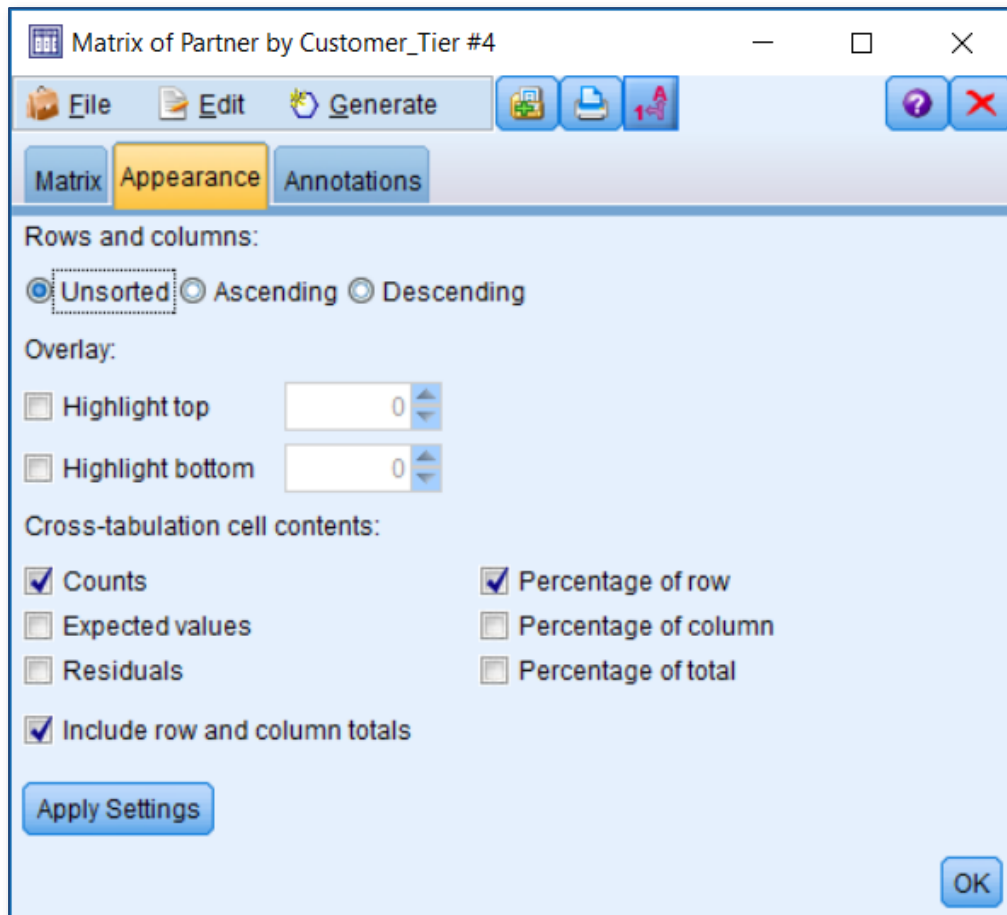 Matrix of Partner by Customer_Tier #4
File Edit Generate
Matrix Appearance Annotations
Rows and columns:
Unsorted Ascending Descending
Overlay:
Highlight top 0
Highlight bottom 0
Cross-tabulation cell contents:
Counts Percentage of row
Expected values Percentage of column
Residuals Percentage of total
Include row and column totals
Apply Settings
OK